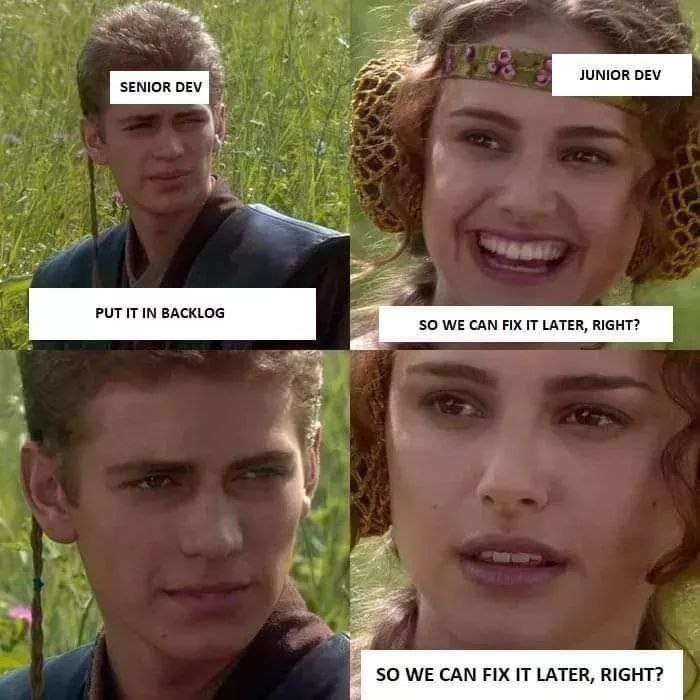 SENIOR DEV
JUNIOR DEV
PUT IT IN BACKLOG
SO WE CAN FIX IT LATER, RIGHT?
SO WE CAN FIX IT LATER, RIGHT?